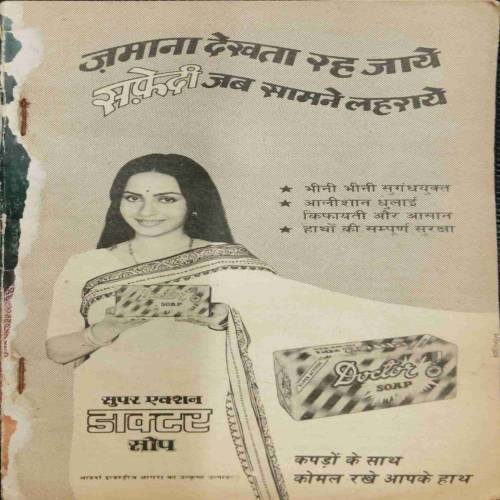 ज़माना देखता रह जाये
सफ़ेदी जब सामने लहराये
★ भीनी भीनी सुगंधयुक्त
★ आलीशान धुलाई
किफायती और आसान
★ हाथों की सम्पूर्ण सुरक्षा
Doctor
SOAP
Doctor
SOAP
सुपर एक्शन
डाक्टर
सोप
कपड़ों के साथ
कोमल रखे आपके हाथ